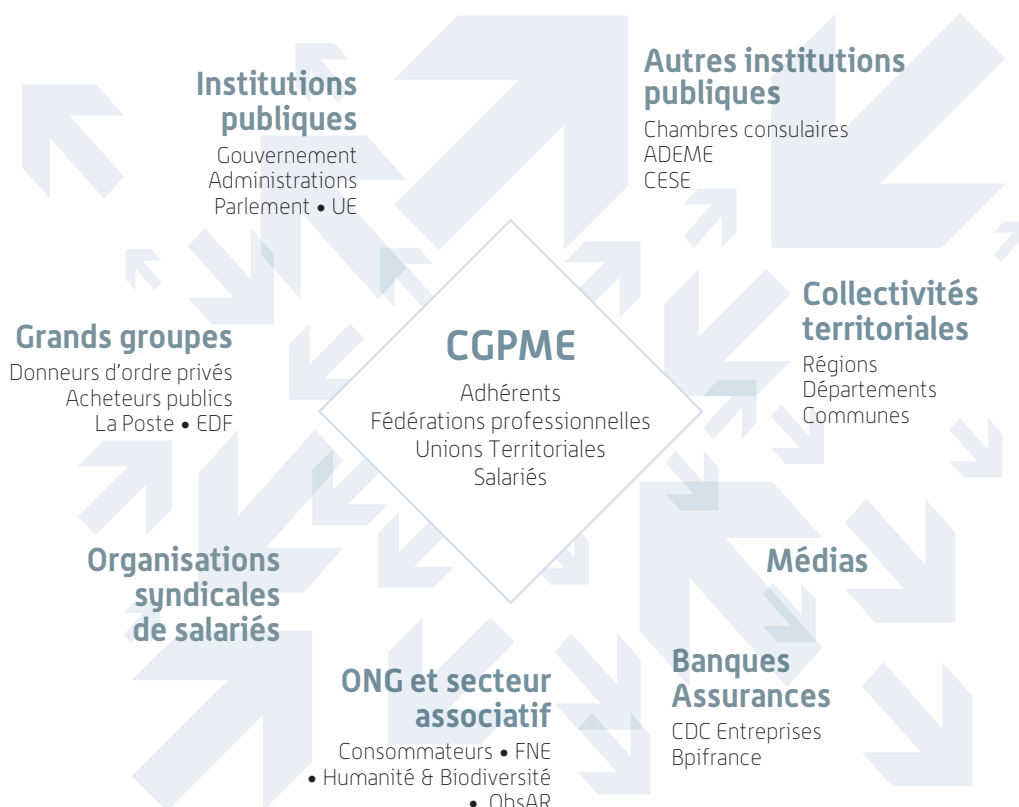 Institutions
publiques
Gouvernement
Administrations
Parlement • UE
Autres institutions
publiques
Chambres consulaires
ADEME
CESE
Grands groupes
Donneurs d'ordre privés
Acheteurs publics
La Poste • EDF
CGPME
Adhérents
Fédérations professionnelles
Unions Territoriales
Salariés
Collectivités
territoriales
Régions
Départements
Communes
Organisations
syndicales
de salariés
Médias
ONG et secteur
associatif
Consommateurs • FNE
• Humanité & Biodiversité
• ObsAR
Banques
Assurances
CDC Entreprises
Bpifrance